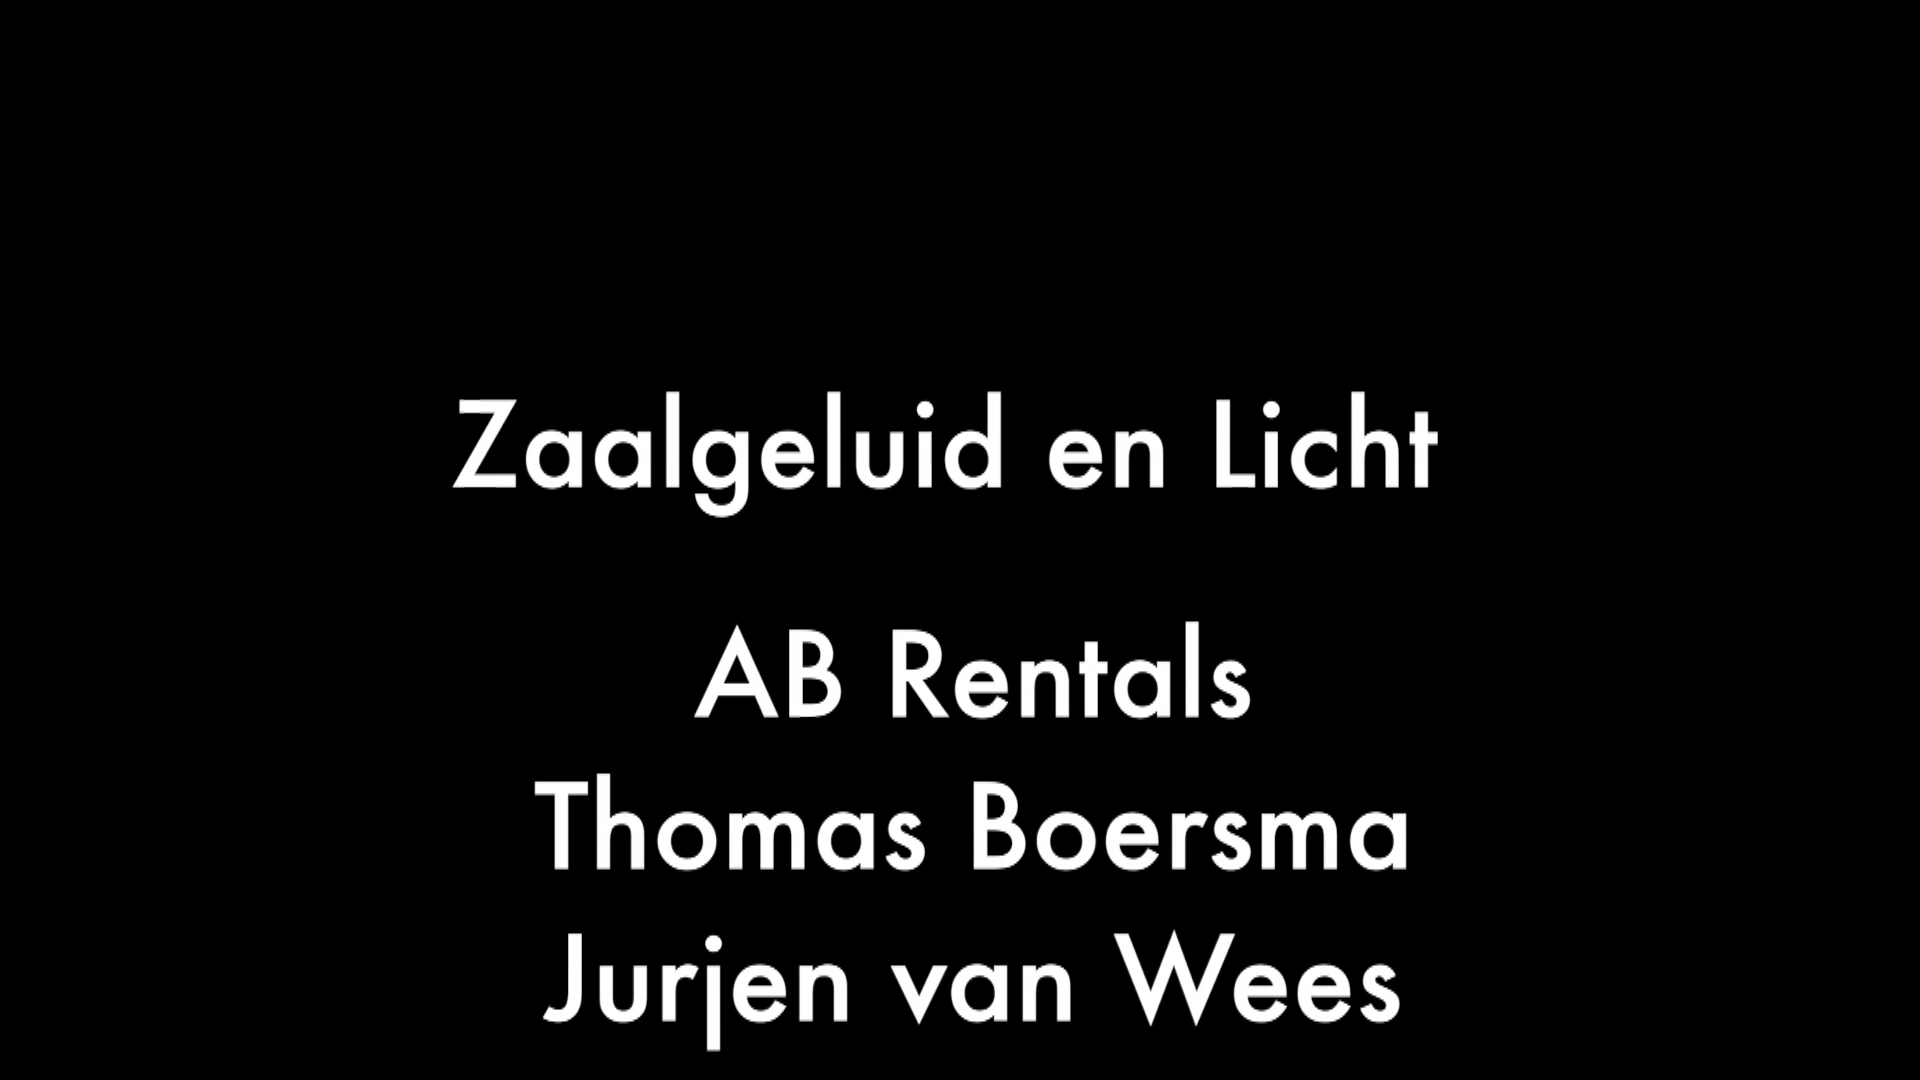 Zaalgeluid en Licht
AB Rentals
Thomas Boersma
Jurjen van Wees